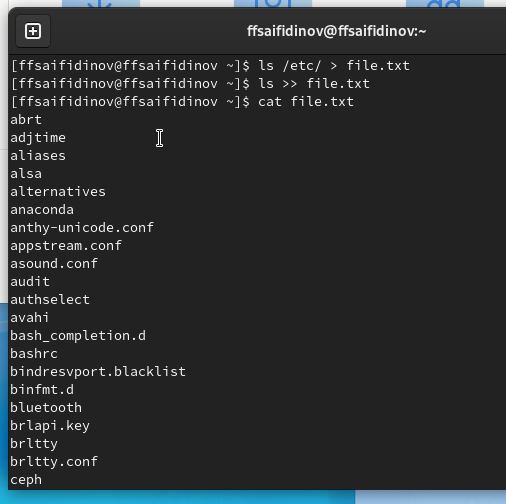 ffsaifidinov@ffsaifidinov:~
[ffsaifidinov@ffsaifidinov ~]$ ls /etc/ > file.txt
[ffsaifidinov@ffsaifidinov ~]$ ls >> file.txt
[ffsaifidinov@ffsaifidinov ~]$ cat file.txt
abrt
adjtime
aliases
alsa
alternatives
anaconda
anthy-unicode.conf
appstream.conf
asound.conf
audit
authselect
avahi
bash_completion.d
bashrc
bindresvport.blacklist
binfmt.d
bluetooth
brlapi.key
brltty
brltty.conf
ceph